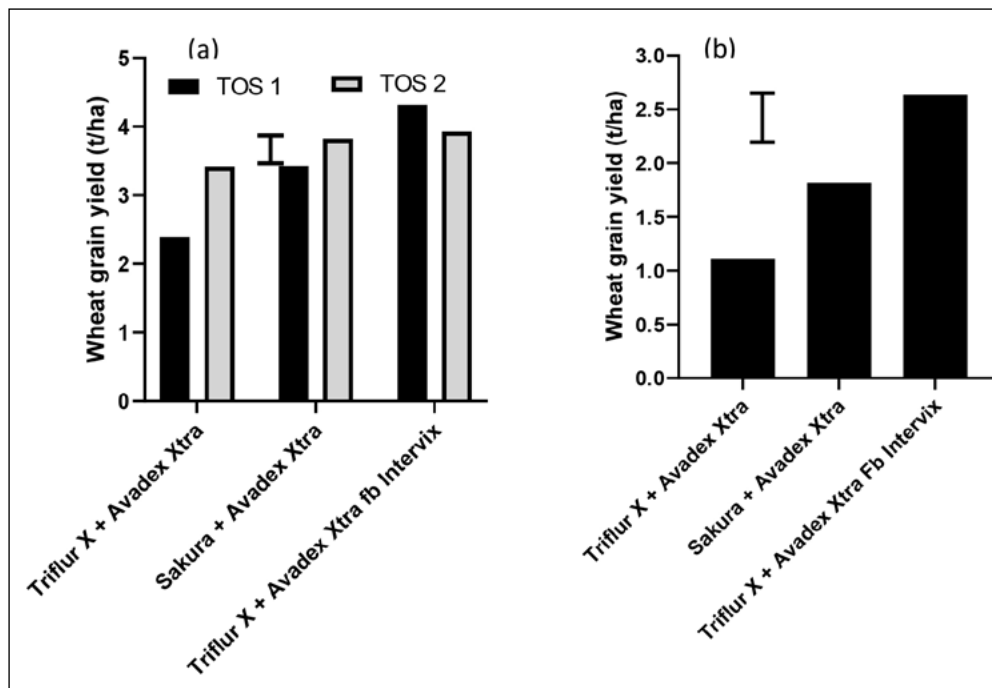 (a)
TOS 1
TOS 2
Wheat grain yield (t/ha)
5
4
3
2
1
0
Triflur X + Avadex Xtra
Sakura + Avadex Xtra
Triflur X + Avadex Xtra fb Intervix
(b)
Wheat grain yield (t/ha)
3.0
2.5
2.0
1.5
1.0
0.5
0.0
Triflur X + Avadex Xtra
Sakura + Avadex Xtra
Triflur X + Avadex Xtra Fb Intervix